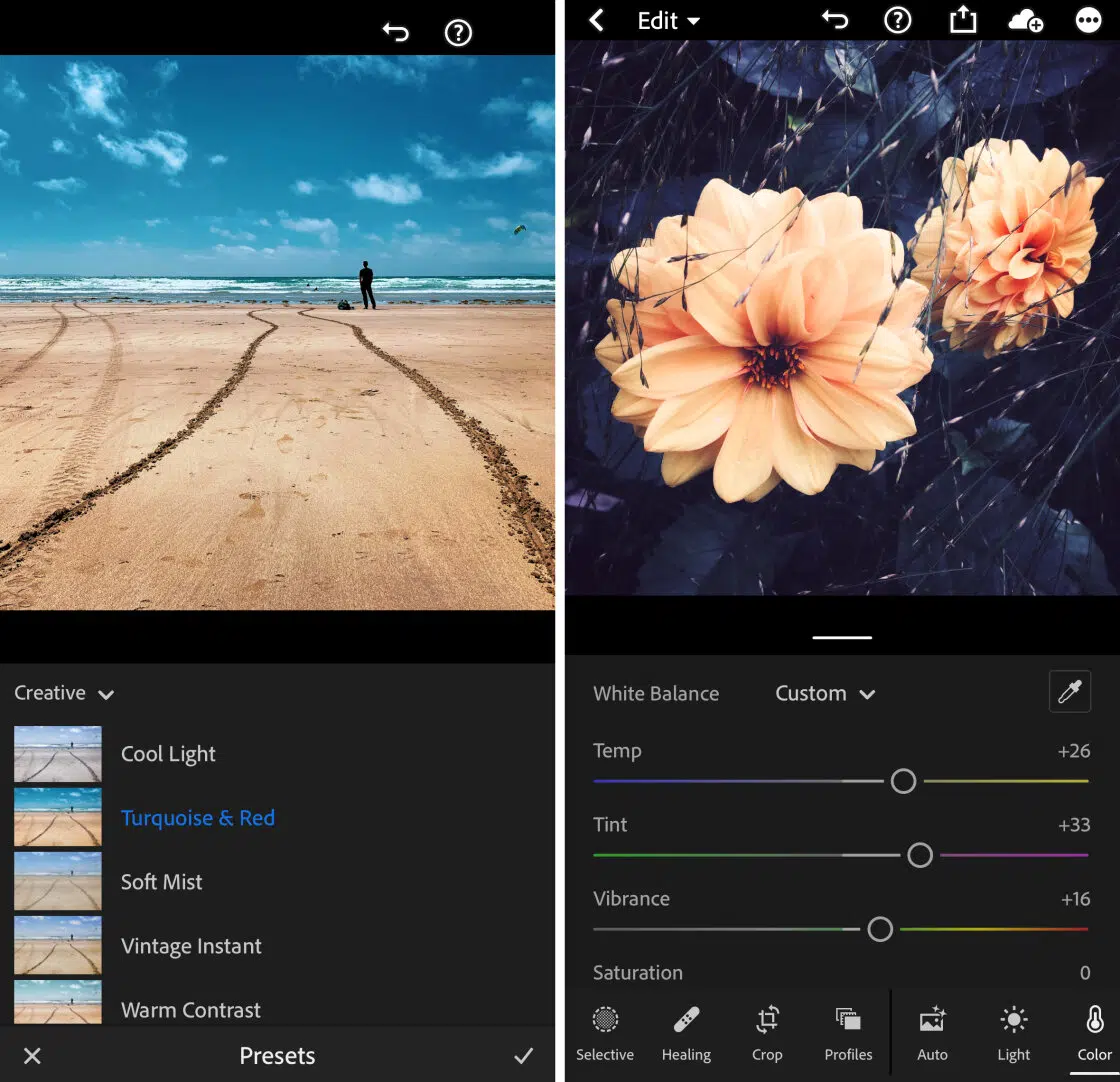 Creative
Cool Light
Turquoise & Red
Soft Mist
Vintage Instant
Warm Contrast
Presets
Edit
White Balance Custom
Temp +26
Tint +33
Vibrance +16
Saturation 0
Selective Healing Crop Profiles Auto Light Color